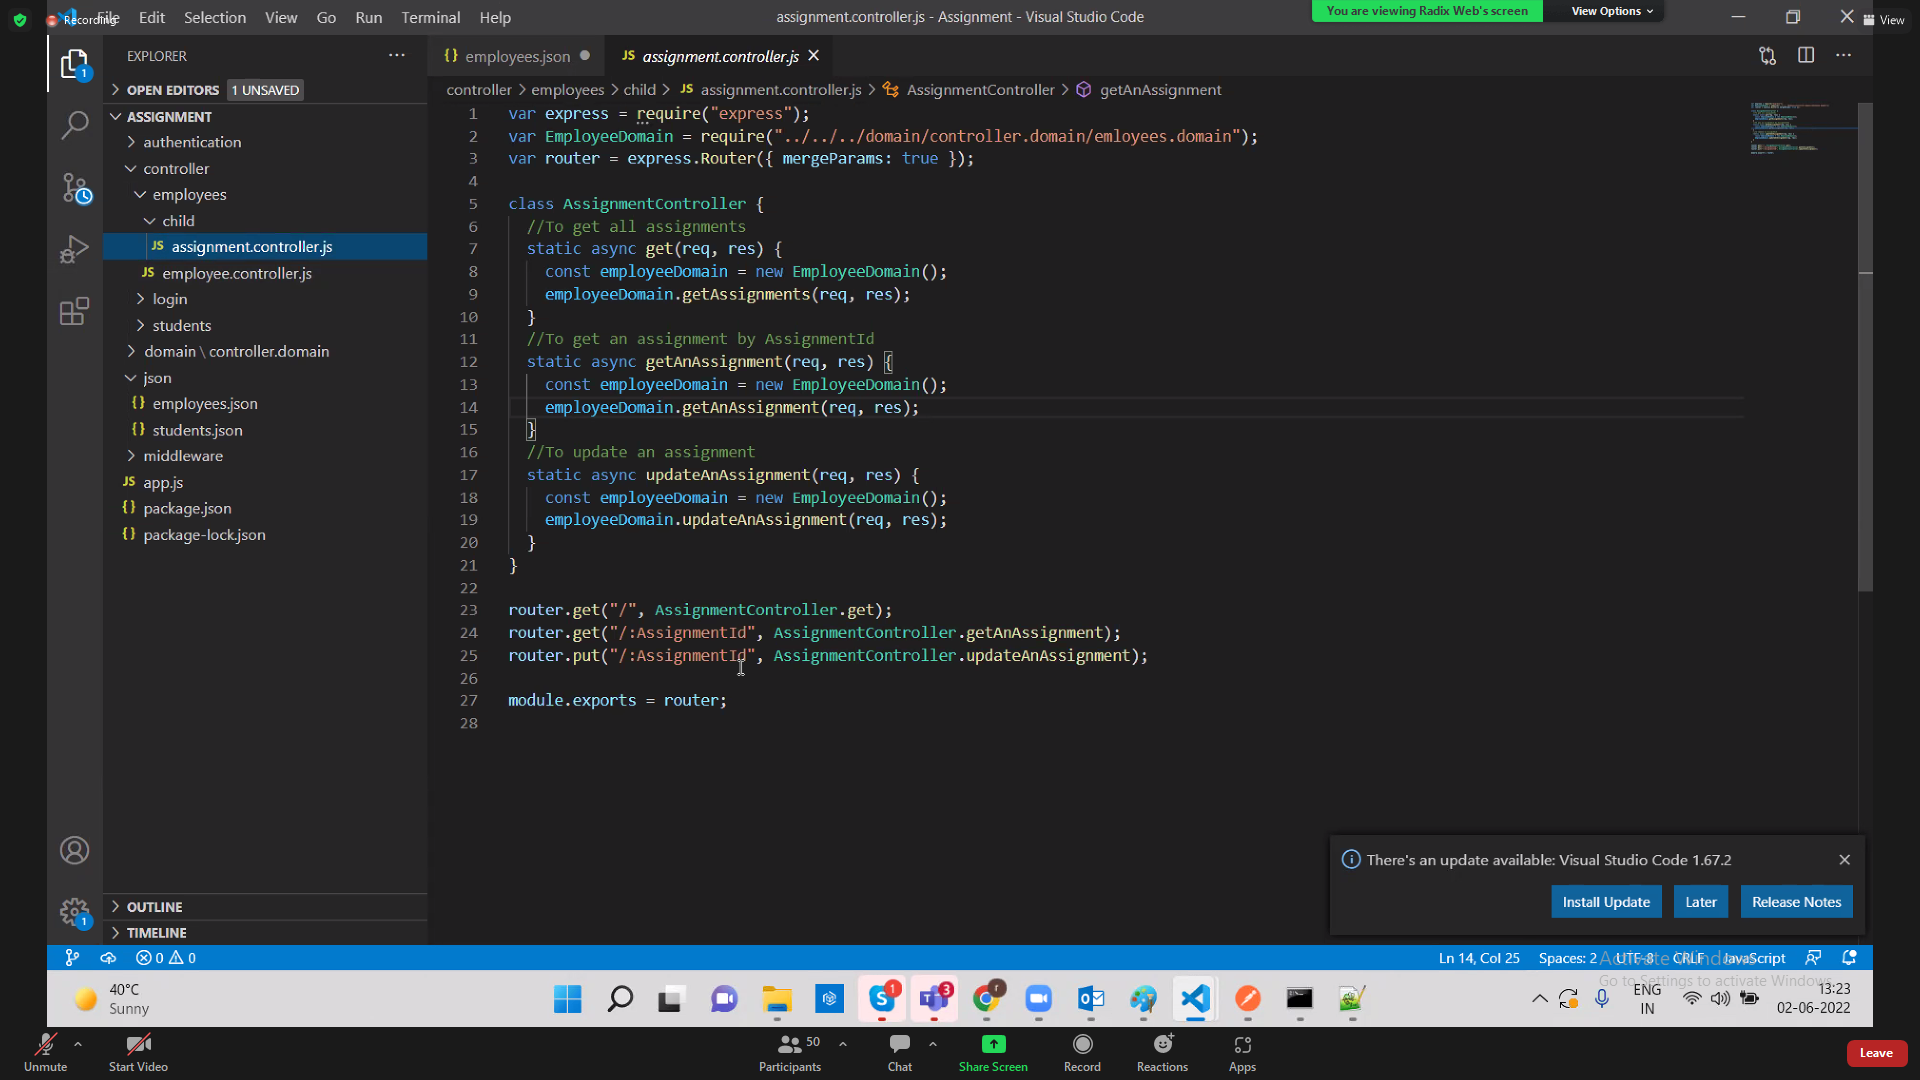 Recording
File Edit Selection View Go Run Terminal Help
assignment.controller.js - Assignment - Visual Studio Code
You are viewing Radix Web's screen
View Options
View
EXPLORER
OPEN EDITORS 1 UNSAVED
ASSIGNMENT
authentication
controller
employees
child
JS assignment.controller.js
JS employee.controller.js
login
students
domain \ controller.domain
json
{} employees.json
{} students.json
middleware
JS app.js
{} package.json
{} package-lock.json
OUTLINE
TIMELINE
{} employees.json
JS assignment.controller.js
controller > employees > child > JS assignment.controller.js > AssignmentController > getAnAssignment
1 var express = require("express");
2 var EmployeeDomain = require("../../../domain/controller.domain/emloyees.domain");
3 var router = express.Router({ mergeParams: true });
4
5 class AssignmentController {
6 //To get all assignments
7 static async get(req, res) {
8 const employeeDomain = new EmployeeDomain();
9 employeeDomain.getAssignments(req, res);
10 }
11 //To get an assignment by AssignmentId
12 static async getAnAssignment(req, res) {
13 const employeeDomain = new EmployeeDomain();
14 employeeDomain.getAnAssignment(req, res);
15 }
16 //To update an assignment
17 static async updateAnAssignment(req, res) {
18 const employeeDomain = new EmployeeDomain();
19 employeeDomain.updateAnAssignment(req, res);
20 }
21 }
22
23 router.get("/", AssignmentController.get);
24 router.get("/:AssignmentId", AssignmentController.getAnAssignment);
25 router.put("/:AssignmentId", AssignmentController.updateAnAssignment);
26
27 module.exports = router;
28
There's an update available: Visual Studio Code 1.67.2
Install Update Later Release Notes
0 0
Ln 14, Col 25 Spaces: 2 UTF-8 CRLF JavaScript
Activate Windows
Go to Settings to activate Windows.
40°C
Sunny
1
3
r
ENG
IN
13:23
02-06-2022
Unmute
Start Video
Participants 50
Chat
Share Screen
Record
Reactions
Apps
Leave